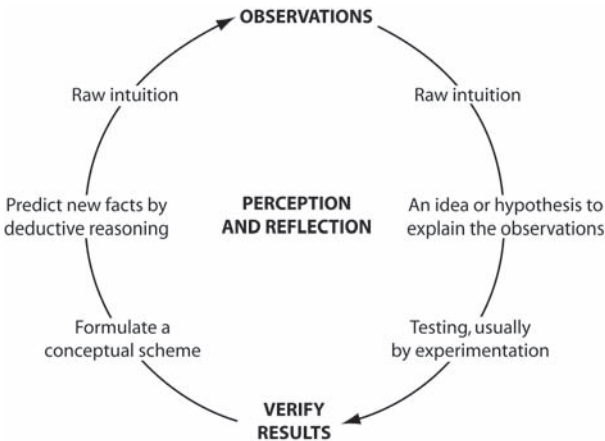 OBSERVATIONS
Raw intuition
Raw intuition
Predict new facts by
deductive reasoning
PERCEPTION
AND REFLECTION
An idea or hypothesis to
explain the observations
Formulate a
conceptual scheme
Testing, usually
by experimentation
VERIFY
RESULTS